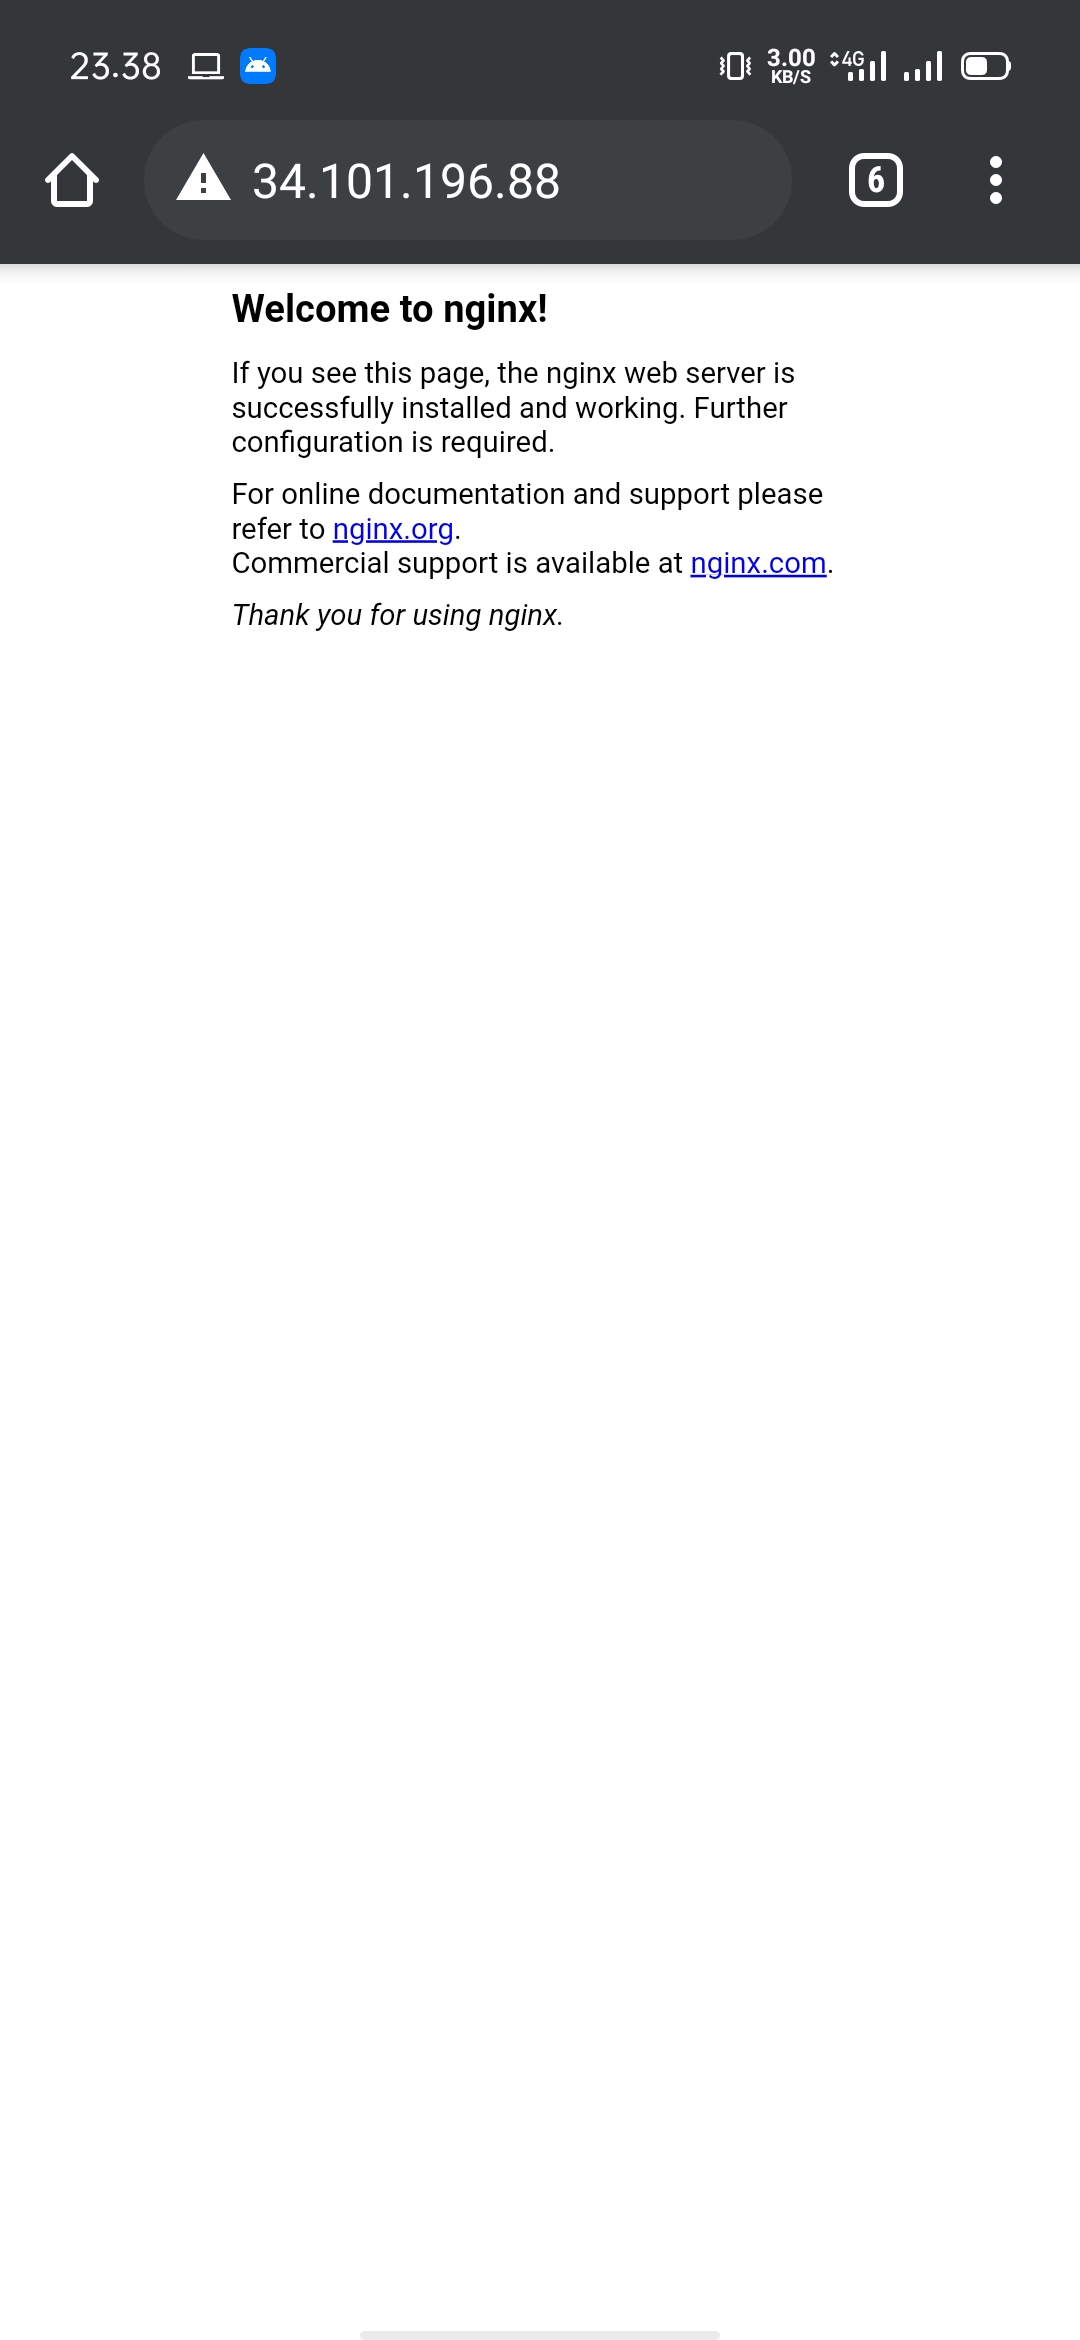 23.38
3.00
KB/S
4G
34.101.196.88
6
Welcome to nginx!
If you see this page, the nginx web server is
successfully installed and working. Further
configuration is required.
For online documentation and support please
refer to nginx.org.
Commercial support is available at nginx.com.
Thank you for using nginx.